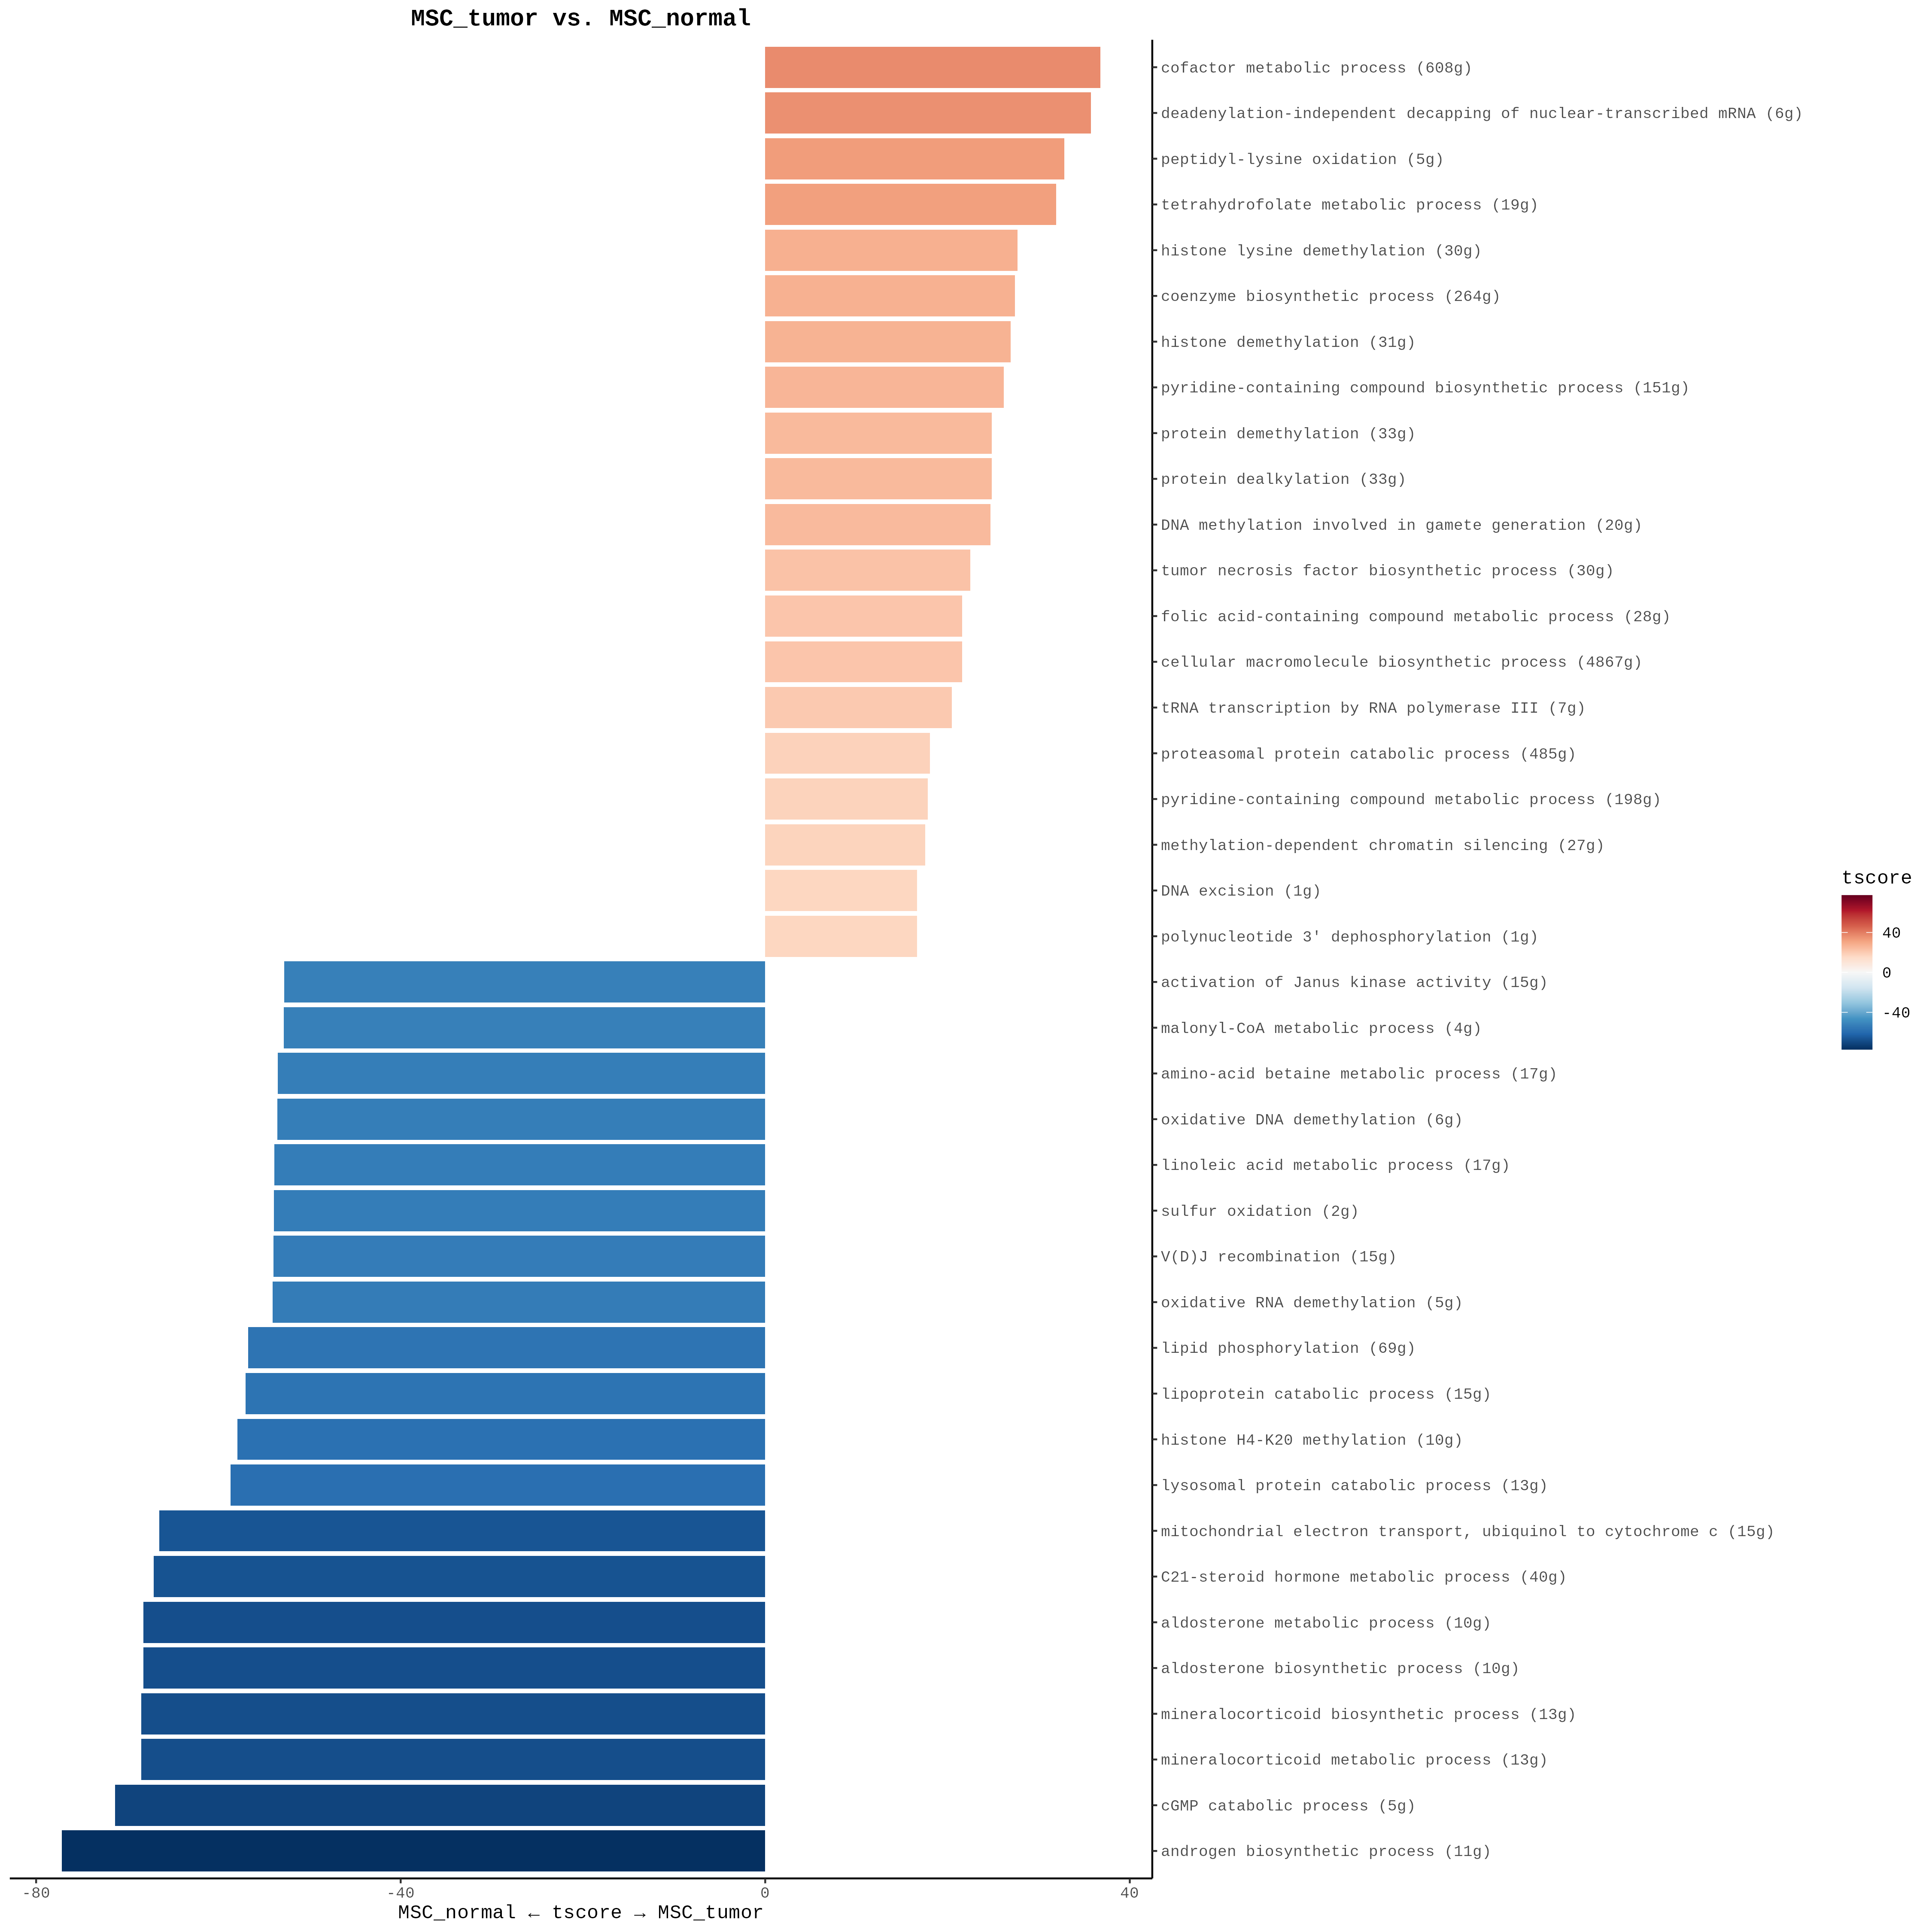 MSC_tumor vs. MSC_normal
cofactor metabolic process (608g)
deadenylation-independent decapping of nuclear-transcribed mRNA (6g)
peptidyl-lysine oxidation (5g)
tetrahydrofolate metabolic process (19g)
histone lysine demethylation (30g)
coenzyme biosynthetic process (264g)
histone demethylation (31g)
pyridine-containing compound biosynthetic process (151g)
protein demethylation (33g)
protein dealkylation (33g)
DNA methylation involved in gamete generation (20g)
tumor necrosis factor biosynthetic process (30g)
folic acid-containing compound metabolic process (28g)
cellular macromolecule biosynthetic process (4867g)
tRNA transcription by RNA polymerase III (7g)
proteasomal protein catabolic process (485g)
pyridine-containing compound metabolic process (198g)
methylation-dependent chromatin silencing (27g)
DNA excision (1g)
polynucleotide 3' dephosphorylation (1g)
activation of Janus kinase activity (15g)
malonyl-CoA metabolic process (4g)
amino-acid betaine metabolic process (17g)
oxidative DNA demethylation (6g)
linoleic acid metabolic process (17g)
sulfur oxidation (2g)
V(D)J recombination (15g)
oxidative RNA demethylation (5g)
lipid phosphorylation (69g)
lipoprotein catabolic process (15g)
histone H4-K20 methylation (10g)
lysosomal protein catabolic process (13g)
mitochondrial electron transport, ubiquinol to cytochrome c (15g)
C21-steroid hormone metabolic process (40g)
aldosterone metabolic process (10g)
aldosterone biosynthetic process (10g)
mineralocorticoid biosynthetic process (13g)
mineralocorticoid metabolic process (13g)
cGMP catabolic process (5g)
androgen biosynthetic process (11g)
-80 -40 0 40
MSC_normal ← tscore → MSC_tumor
tscore
40
0
-40